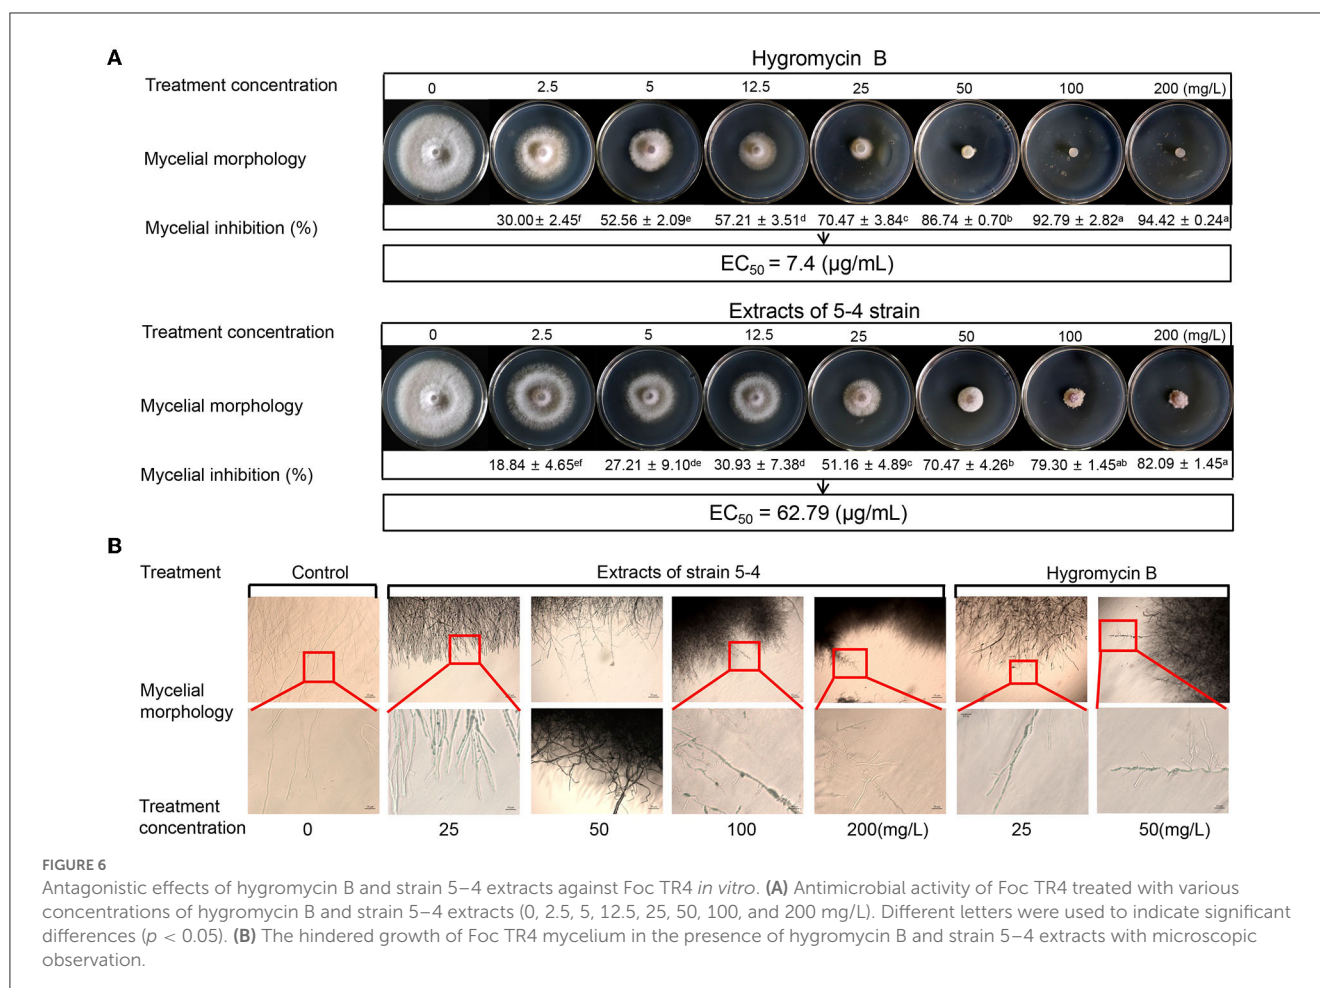 A
Hygromycin B
Treatment concentration 0 2.5 5 12.5 25 50 100 200 (mg/L)
Mycelial morphology
Mycelial inhibition (%) 30.00± 2.45f 52.56 ± 2.09e 57.21 ± 3.51d 70.47 ± 3.84c 86.74 ± 0.70b 92.79 ± 2.82a 94.42 ± 0.24a
EC50 = 7.4 (µg/mL)
Extracts of 5-4 strain
Treatment concentration 0 2.5 5 12.5 25 50 100 200 (mg/L)
Mycelial morphology
Mycelial inhibition (%) 18.84 ± 4.65ef 27.21 ± 9.10de 30.93 ± 7.38d 51.16 ± 4.89c 70.47 ± 4.26b 79.30 ± 1.45ab 82.09 ± 1.45a
EC50 = 62.79 (µg/mL)
B
Treatment Control Extracts of strain 5-4 Hygromycin B
Mycelial
morphology
Treatment
concentration 0 25 50 100 200(mg/L) 25 50(mg/L)
FIGURE 6
Antagonistic effects of hygromycin B and strain 5–4 extracts against Foc TR4 in vitro. (A) Antimicrobial activity of Foc TR4 treated with various
concentrations of hygromycin B and strain 5–4 extracts (0, 2.5, 5, 12.5, 25, 50, 100, and 200 mg/L). Different letters were used to indicate significant
differences (p < 0.05). (B) The hindered growth of Foc TR4 mycelium in the presence of hygromycin B and strain 5–4 extracts with microscopic
observation.